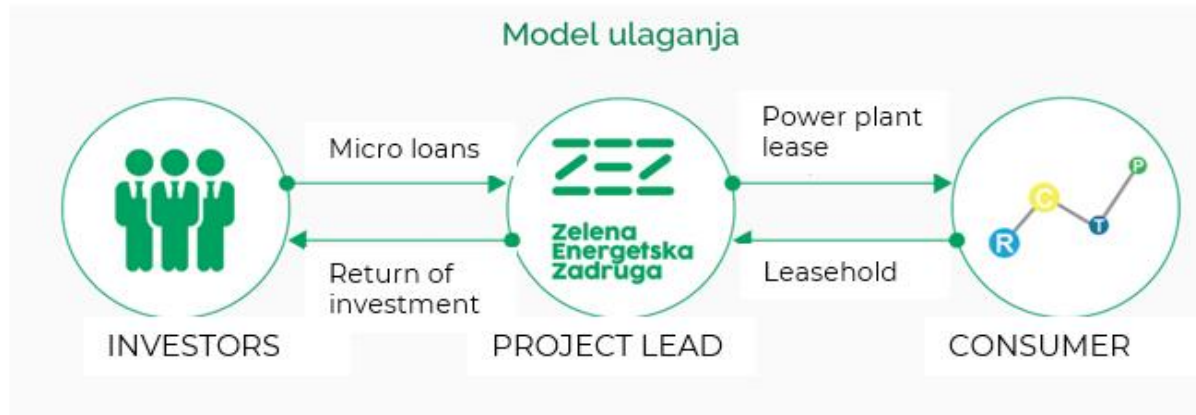 Model ulaganja
Micro loans
Return of
investment
INVESTORS
ZEZ
Zelena
Energetska
Zadruga
PROJECT LEAD
Power plant
lease
Leasehold
R
C
T
P
CONSUMER